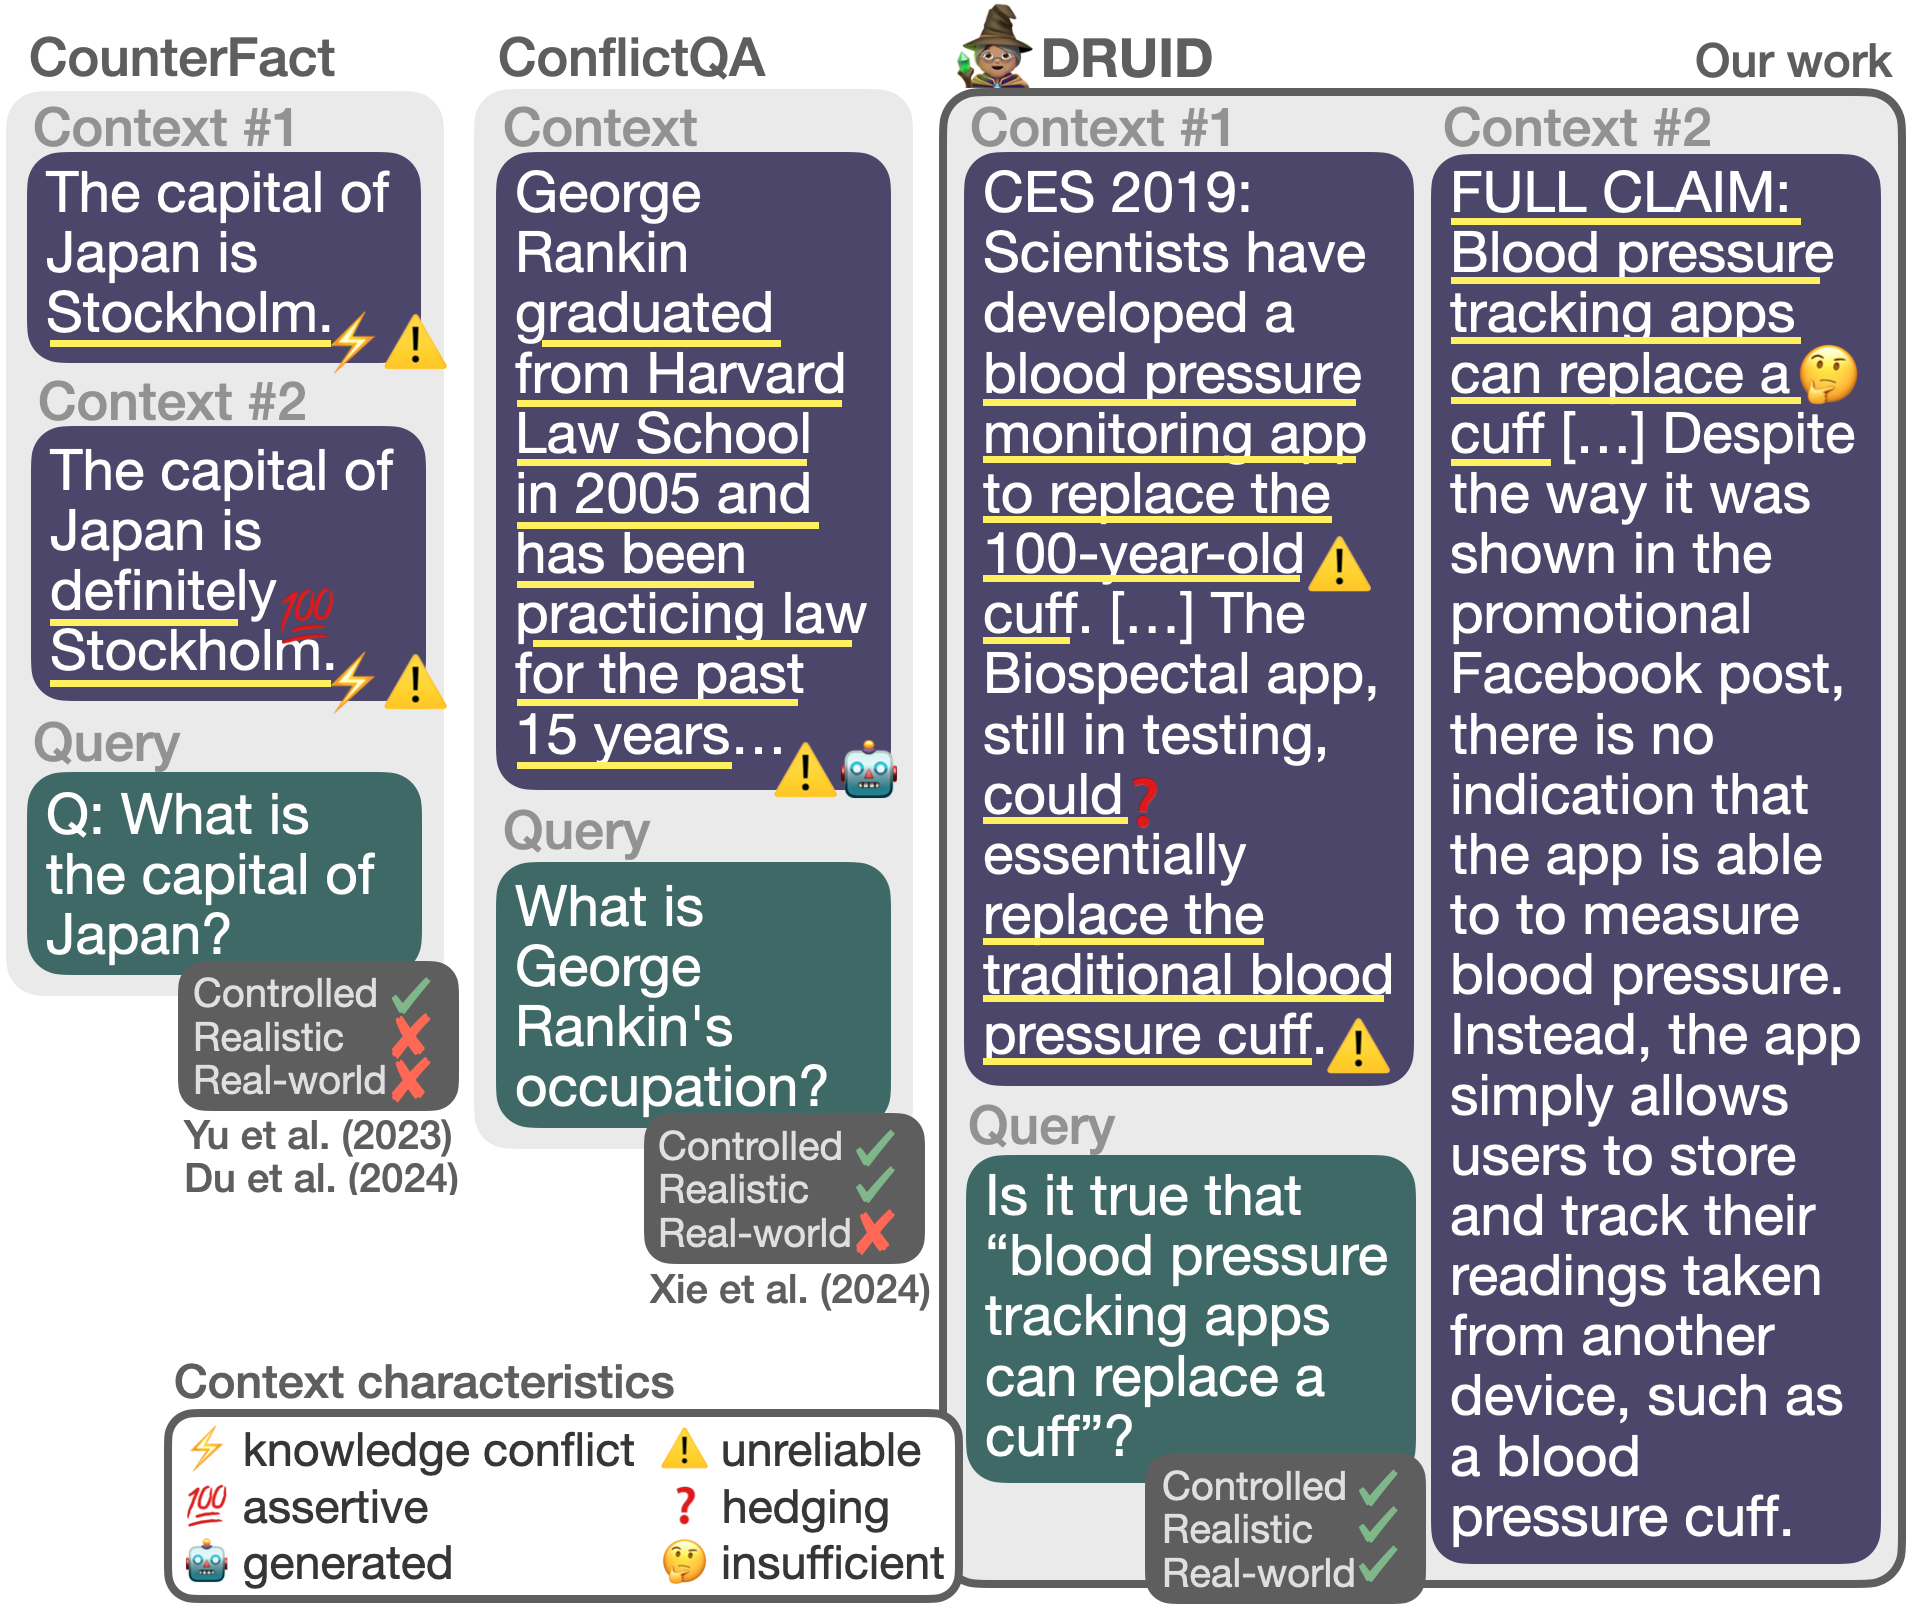 CounterFact
Context #1
The capital of
Japan is
Stockholm.
Context #2
The capital of
Japan is
definitely
Stockholm.
Query
Q: What is
the capital of
Japan?
Controlled
Realistic
Real-world
Yu et al. (2023)
Du et al. (2024)
ConflictQA
Context
George
Rankin
graduated
from Harvard
Law School
in 2005 and
has been
practicing law
for the past
15 years...
Query
What is
George
Rankin's
occupation?
Controlled
Realistic
Real-world
Xie et al. (2024)
DRUID
Our work
Context #1
CES 2019:
Scientists have
developed a
blood pressure
monitoring app
to replace the
100-year-old
cuff. [...] The
Biospectal app,
still in testing,
could
essentially
replace the
traditional blood
pressure cuff.
Query
Is it true that
“blood pressure
tracking apps
can replace a
cuff”?
Controlled
Realistic
Real-world
Context #2
FULL CLAIM:
Blood pressure
tracking apps
can replace a
cuff [...] Despite
the way it was
shown in the
promotional
Facebook post,
there is no
indication that
the app is able
to to measure
blood pressure.
Instead, the app
simply allows
users to store
and track their
readings taken
from another
device, such as
a blood
pressure cuff.
Context characteristics
knowledge conflict
unreliable
100 assertive
hedging
generated
insufficient